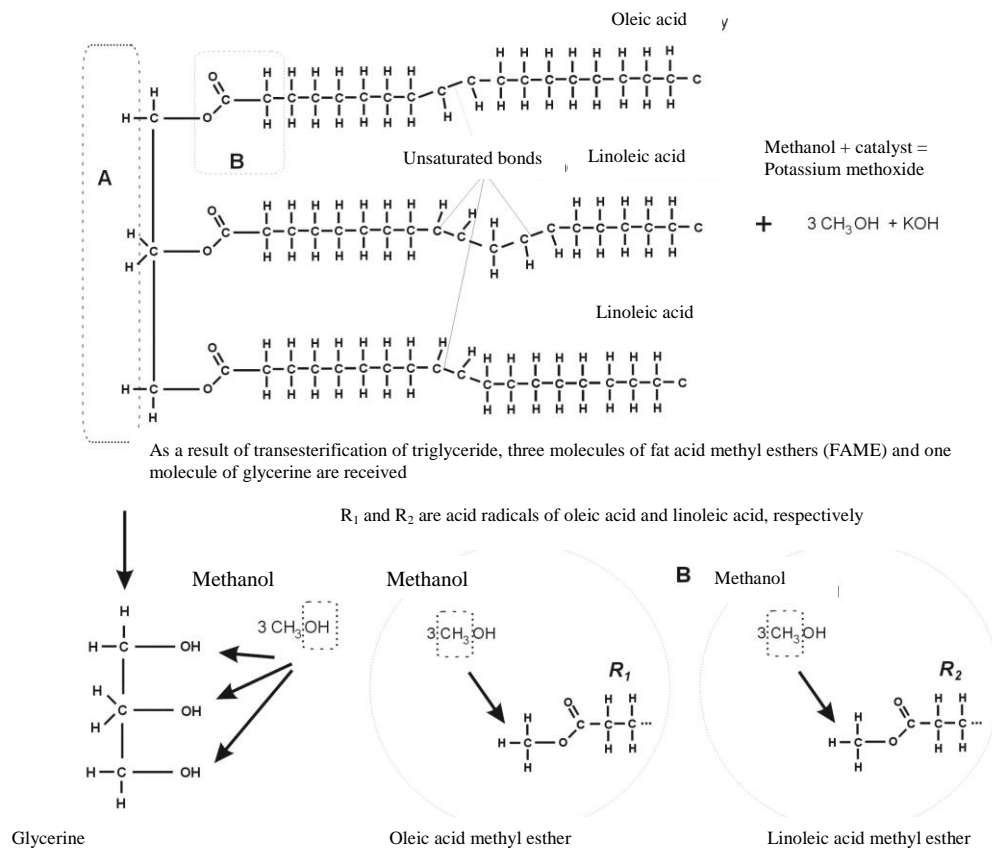 Oleic acid
y
H H H H H H H H
H H H H H H H
O
C C C C C C C C C C C C C C C C C C
H
H C O
H H H H H H H H H H
B
A
Unsaturated bonds
Linoleic acid
Methanol + catalyst =
Potassium methoxide
+ 3 CH₃OH + KOH
Linoleic acid
As a result of transesterification of triglyceride, three molecules of fat acid methyl esthers (FAME) and one
molecule of glycerine are received
R₁ and R₂ are acid radicals of oleic acid and linoleic acid, respectively
Methanol
Methanol
B
Methanol
3 CH₃OH
3 CH₃OH
3 CH₃OH
H
H C OH
H C OH
H
H C OH
H
R₁
O H H
H C C C ...
H C O H H
H
R₂
O H H
H C C C ...
H C O H H
H
Glycerine
Oleic acid methyl esther
Linoleic acid methyl esther